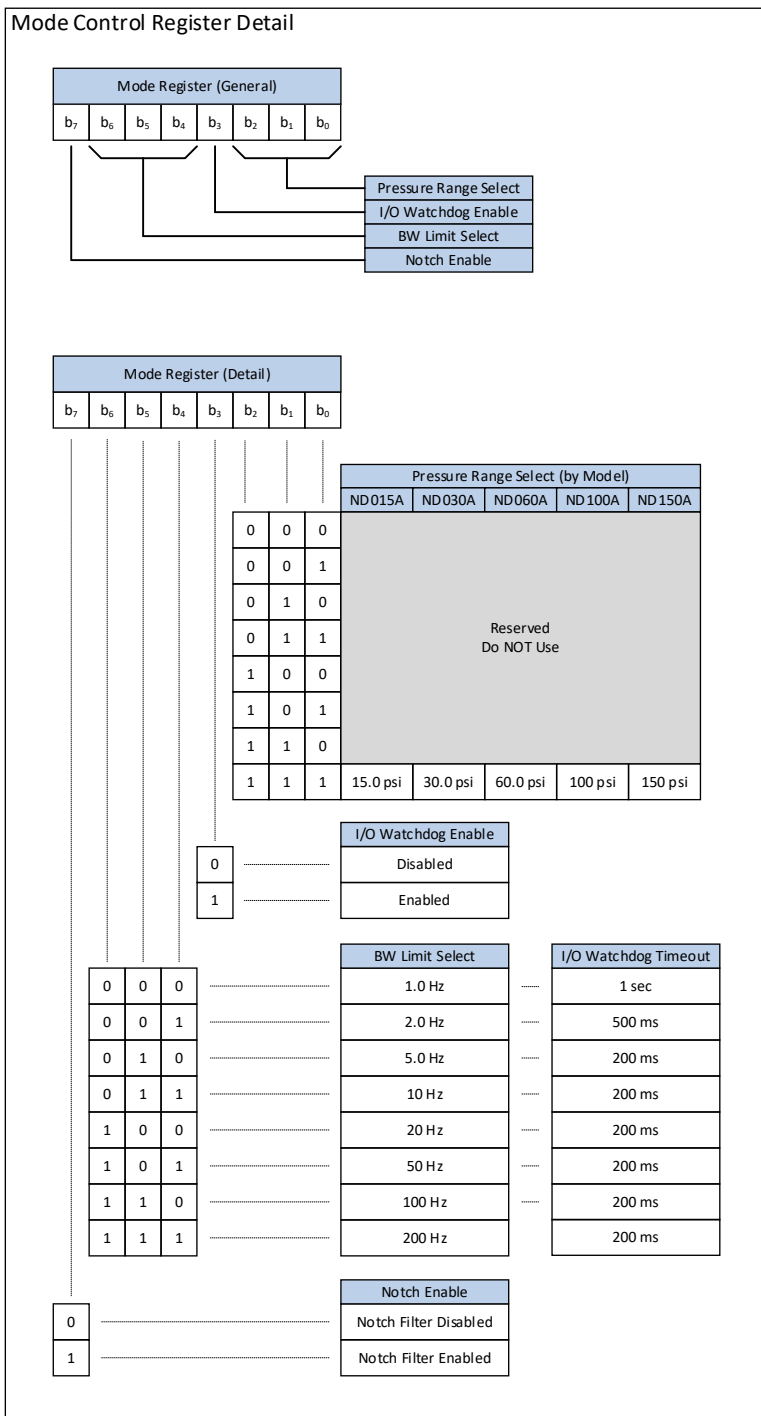 Mode Control Register Detail
Mode Register (General)
b₇ b₆ b₅ b₄ b₃ b₂ b₁ b₀
Pressure Range Select
I/O Watchdog Enable
BW Limit Select
Notch Enable
Mode Register (Detail)
b₇ b₆ b₅ b₄ b₃ b₂ b₁ b₀
Pressure Range Select (by Model)
ND015A ND030A ND060A ND100A ND150A
0 0 0
0 0 1
0 1 0
0 1 1
1 0 0
1 0 1
1 1 0
Reserved
Do NOT Use
1 1 1 15.0 psi 30.0 psi 60.0 psi 100 psi 150 psi
I/O Watchdog Enable
0 Disabled
1 Enabled
BW Limit Select I/O Watchdog Timeout
0 0 0 1.0 Hz 1 sec
0 0 1 2.0 Hz 500 ms
0 1 0 5.0 Hz 200 ms
0 1 1 10 Hz 200 ms
1 0 0 20 Hz 200 ms
1 0 1 50 Hz 200 ms
1 1 0 100 Hz 200 ms
1 1 1 200 Hz 200 ms
Notch Enable
0 Notch Filter Disabled
1 Notch Filter Enabled